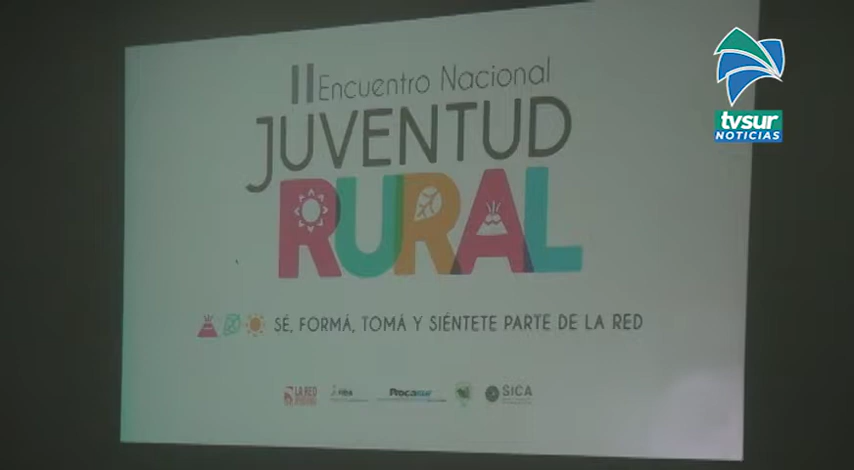 II Encuentro Nacional
JUVENTUD
RURAL
SÉ, FORMÁ, TOMÁ Y SIÉNTETE PARTE DE LA RED
LA RED
Procasur
SICA
tvsur
NOTICIAS